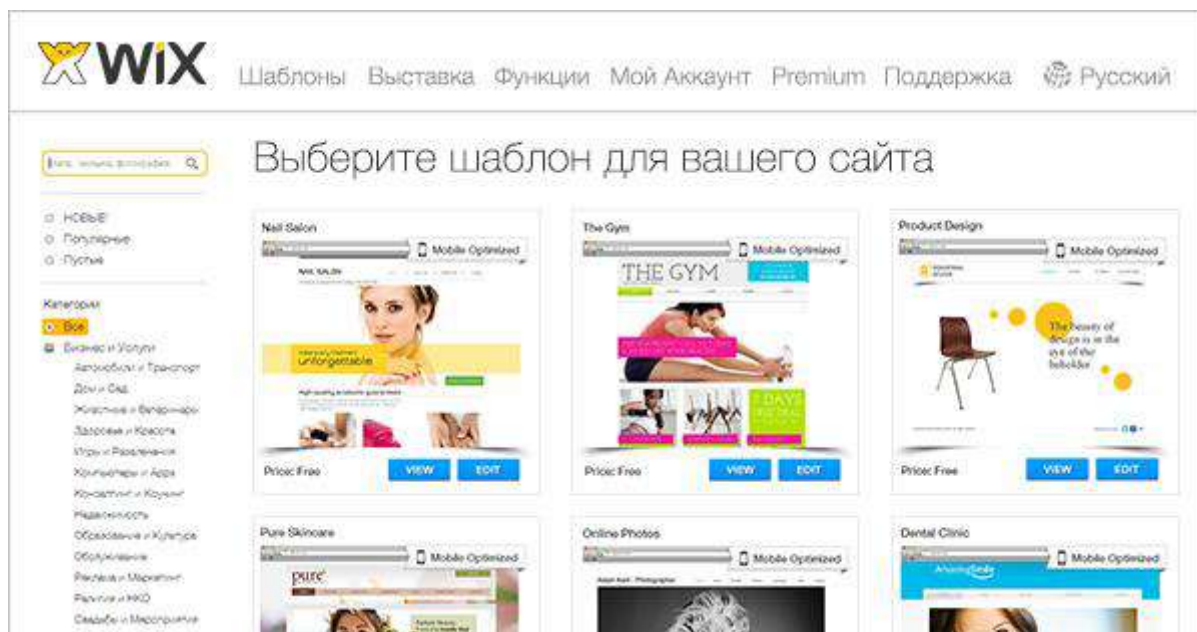 WiX
Шаблоны Выставка Функции Мой Аккаунт Premium Поддержка Русский
Выберите шаблон для вашего сайта
НОВЫЕ!
Популярные
Пустые
Категории
Все
Бизнес и Услуги
Автомобили и Транспорт
Дом и Сад
Животные и Ветеринары
Здоровье и Красота
Игры и Развлечения
Компьютеры и Apps
Консалтинг и Коучинг
Недвижимость
Образование и Культура
Обслуживание
Реклама и Маркетинг
Религия и НКО
Свадьбы и Мероприятия
Nail Salon
Mobile Optimized
NAIL SALON
unforgettable
Price: Free VIEW EDIT
The Gym
Mobile Optimized
THE GYM
7 DAYS
Price: Free VIEW EDIT
Product Design
Mobile Optimized
The beauty of
design is in the
eye of the
beholder
Price: Free VIEW EDIT
Pure Skincare
Mobile Optimized
pure
Online Photos
Mobile Optimized
Dental Clinic
Mobile Optimized
AmazingSmile